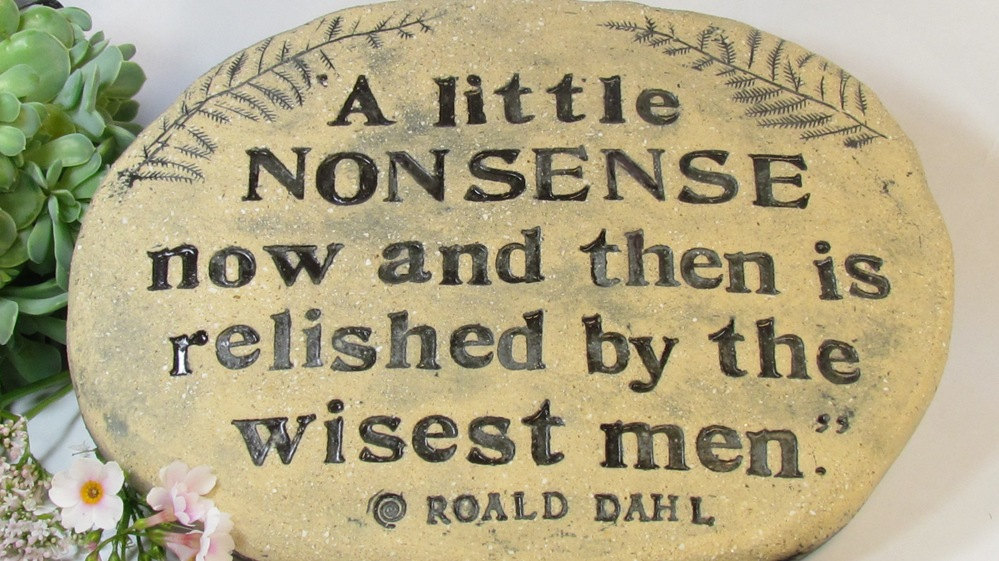 "A little
NONSENSE
now and then is
relished by the
wisest men."
ROALD DAHL